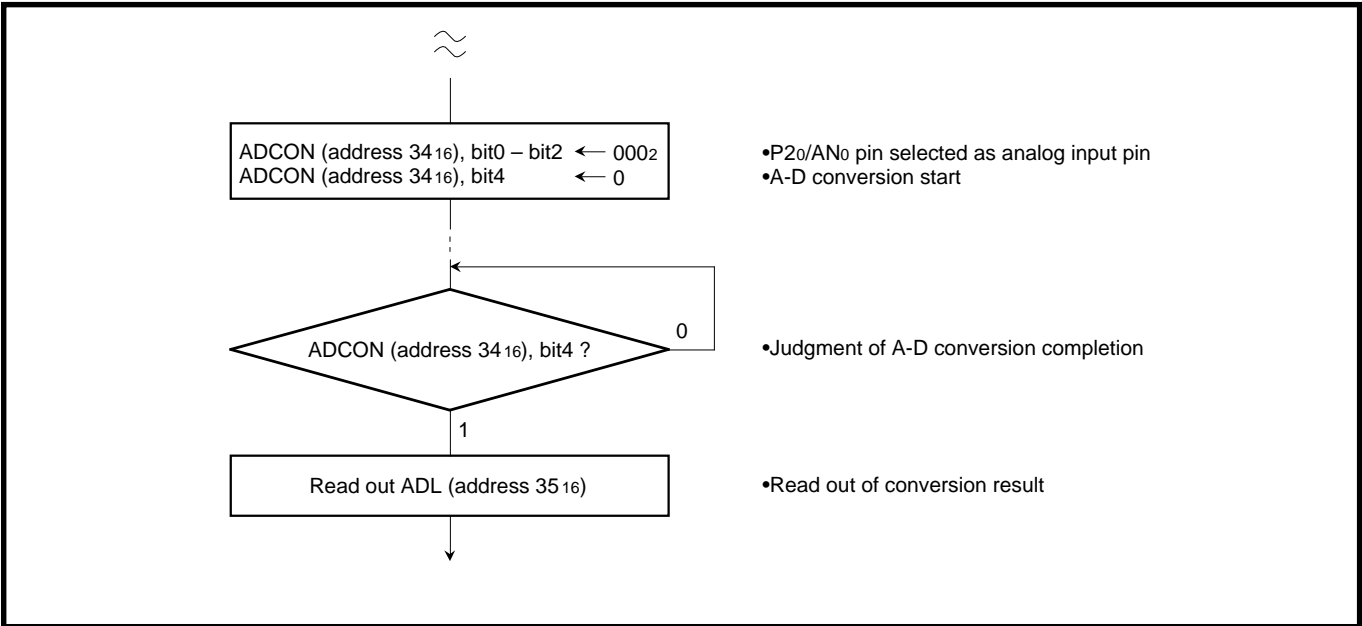 ADCON (address 34₁₆), bit0 – bit2 ← 000₂
•P2₀/AN₀ pin selected as analog input pin
ADCON (address 34₁₆), bit4 ← 0
•A-D conversion start
0
ADCON (address 34₁₆), bit4 ?
•Judgment of A-D conversion completion
1
Read out ADL (address 35₁₆)
•Read out of conversion result